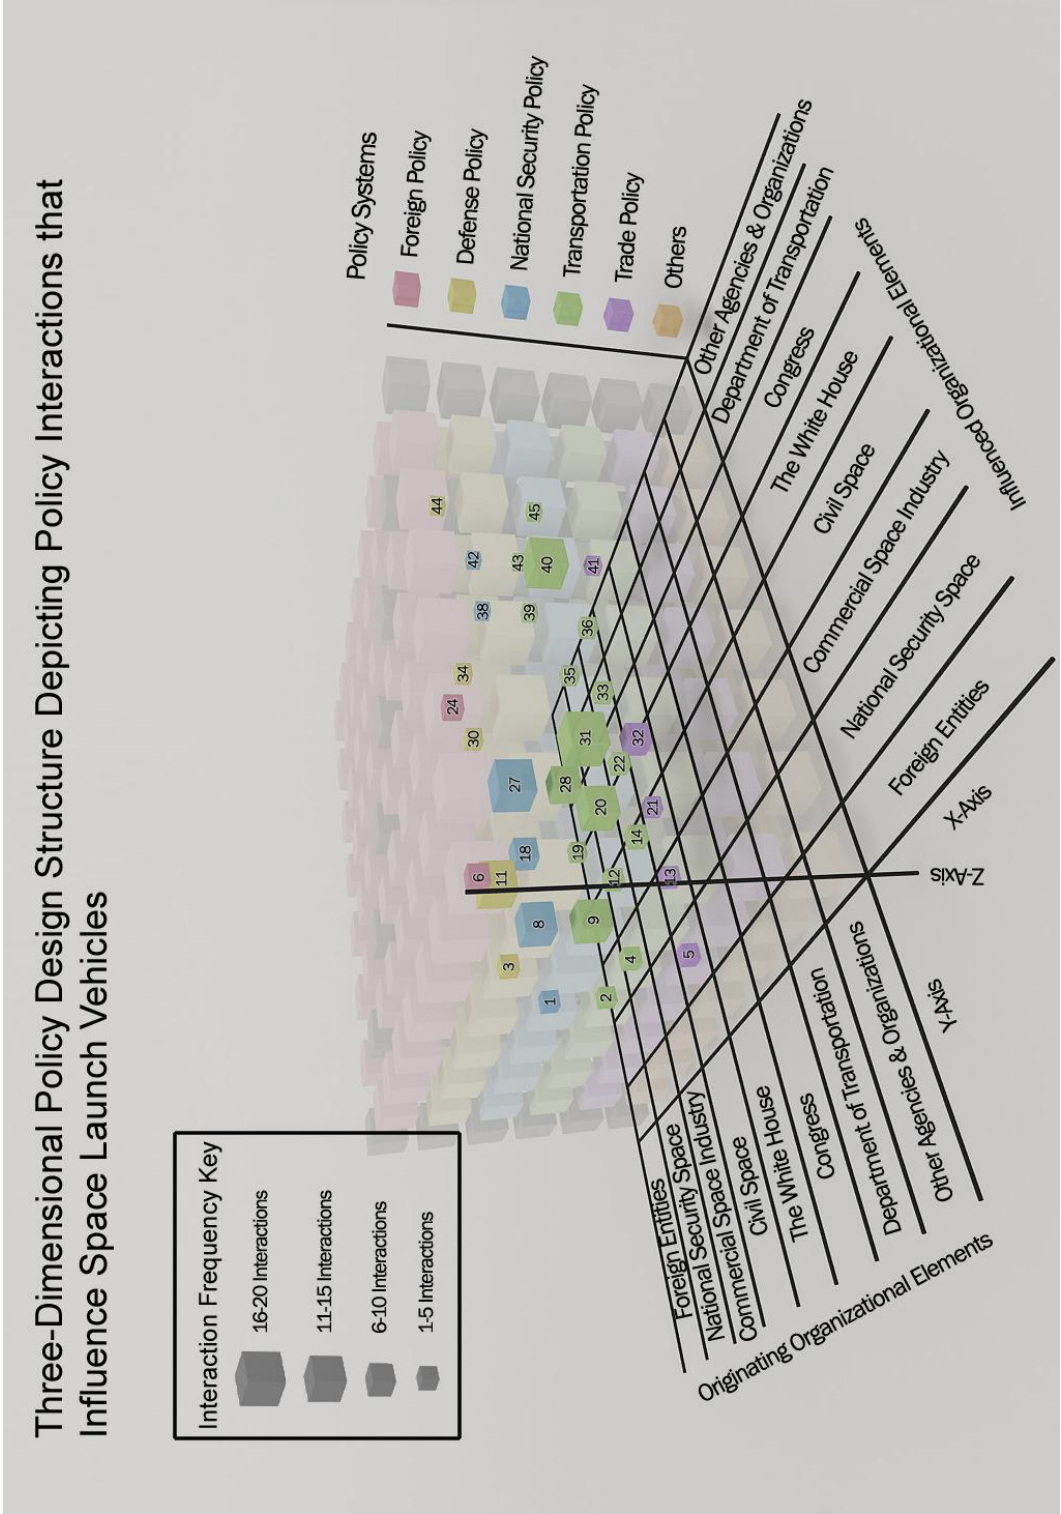 Three-Dimensional Policy Design Structure Depicting Policy Interactions that
Influence Space Launch Vehicles
Interaction Frequency Key
16-20 Interactions
11-15 Interactions
6-10 Interactions
1-5 Interactions
Policy Systems
Foreign Policy
Defense Policy
National Security Policy
Transportation Policy
Trade Policy
Others
44
42
38
34
24
30
6
11
3
45
43
40
39
27
18
8
1
41
36
35
33
31
28
32
22
20
19
21
14
12
13
9
4
5
2
Foreign Entities
National Security Space
Commercial Space Industry
Civil Space
The White House
Congress
Department of Transportation
Other Agencies & Organizations
Originating Organizational Elements
Y-Axis
Z-Axis
X-Axis
Other Agencies & Organizations
Department of Transportation
Congress
The White House
Civil Space
Commercial Space Industry
National Security Space
Foreign Entities
Influenced Organizational Elements